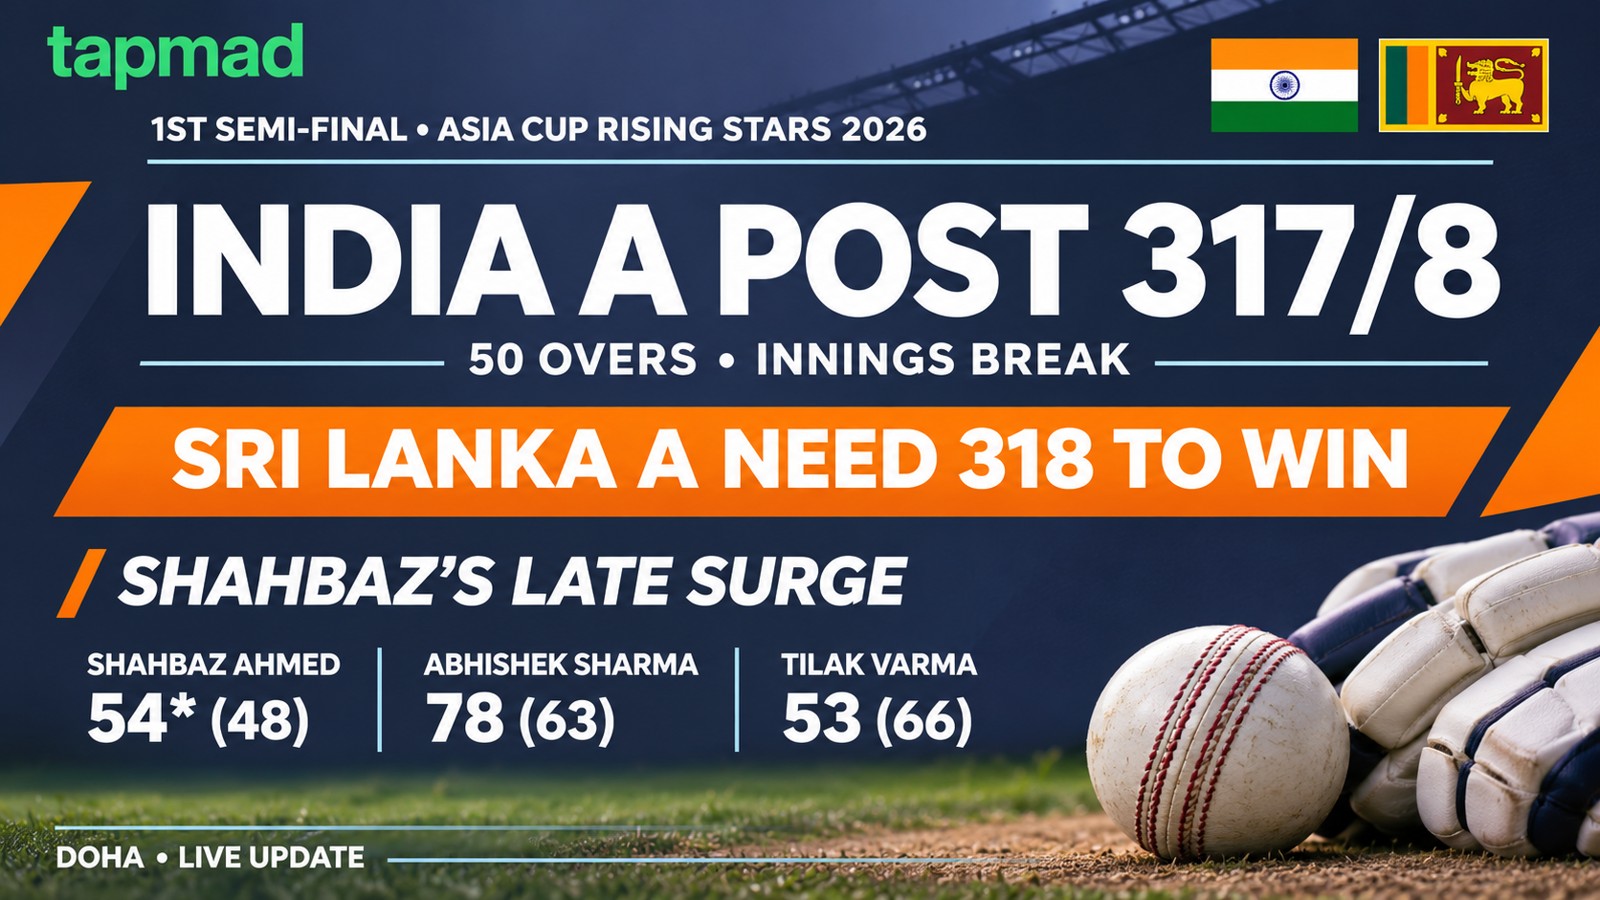 tapmad
1ST SEMI-FINAL • ASIA CUP RISING STARS 2026
INDIA A POST 317/8
50 OVERS • INNINGS BREAK
SRI LANKA A NEED 318 TO WIN
SHAHBAZ'S LATE SURGE
SHAHBAZ AHMED
54* (48)
ABHISHEK SHARMA
78 (63)
TILAK VARMA
53 (66)
DOHA • LIVE UPDATE